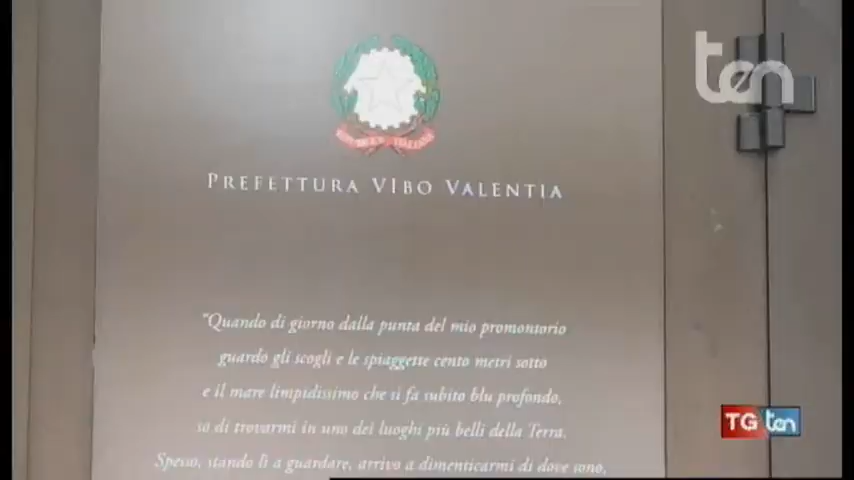 ten
REPVBBLICA ITALIANA
PREFETTURA VIBO VALENTIA
"Quando di giorno dalla punta del mio promontorio
guardo gli scogli e le spiaggette cento metri sotto
e il mare limpidissimo che si fa subito blu profondo,
so di trovarmi in uno dei luoghi più belli della Terra.
Spesso, stando lì a guardare, arrivo a dimenticarmi di dove sono,
TG ten